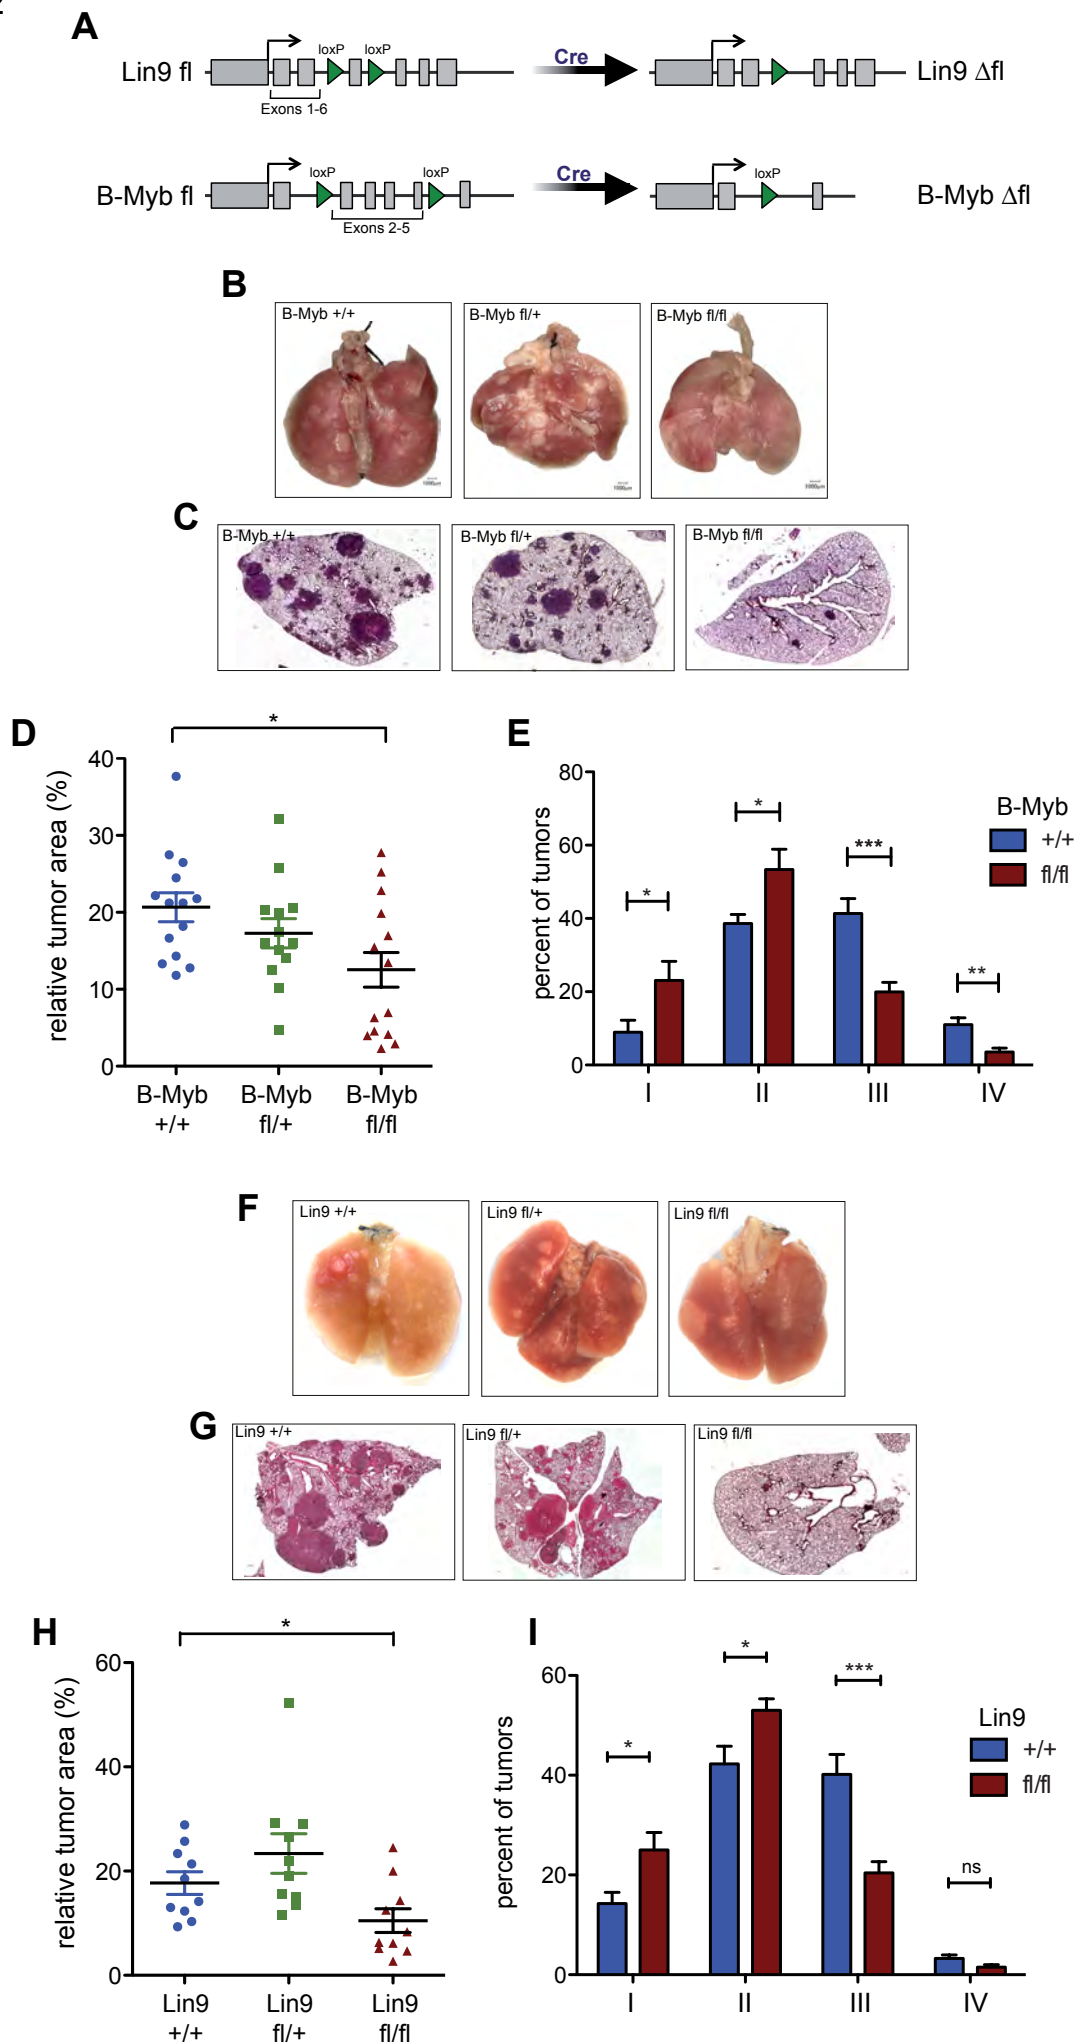 A
Lin9 fl
loxP
loxP
Exons 1-6
Cre
Lin9 Δfl
B-Myb fl
loxP
loxP
Exons 2-5
Cre
loxP
B-Myb Δfl
B
B-Myb +/+
B-Myb fl/+
B-Myb fl/fl
1000µm
1000µm
1000µm
C
B-Myb +/+
B-Myb fl/+
B-Myb fl/fl
D
*
relative tumor area (%)
40
30
20
10
0
B-Myb
+/+
B-Myb
fl/+
B-Myb
fl/fl
E
percent of tumors
80
60
40
20
0
*
*
***
**
I
II
III
IV
B-Myb
+/+
fl/fl
F
Lin9 +/+
Lin9 fl/+
Lin9 fl/fl
G
Lin9 +/+
Lin9 fl/+
Lin9 fl/fl
H
*
relative tumor area (%)
60
40
20
0
Lin9
+/+
Lin9
fl/+
Lin9
fl/fl
I
percent of tumors
60
40
20
0
*
*
***
ns
I
II
III
IV
Lin9
+/+
fl/fl